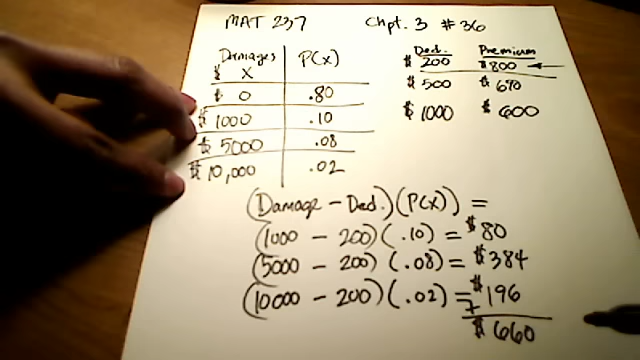 MAT 237 Chpt. 3 #36
Damages $ X P(x)
$ 0 .80
$ 1000 .10
$ 5000 .08
$ 10,000 .02
Ded. Premium
$ 200 $800
$ 500 $ 670
$ 1000 $ 600
(Damage - Ded.)(P(x)) =
(1000 - 200)(.10) = $80
(5000 - 200)(.08) = $384
(10000 - 200)(.02) = $196
+
$ 660